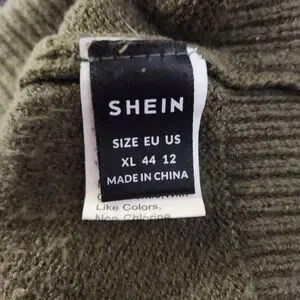 SHEIN
SIZE EU US
XL 44 12
MADE IN CHINA
Like Colors.
Non-Chlorine